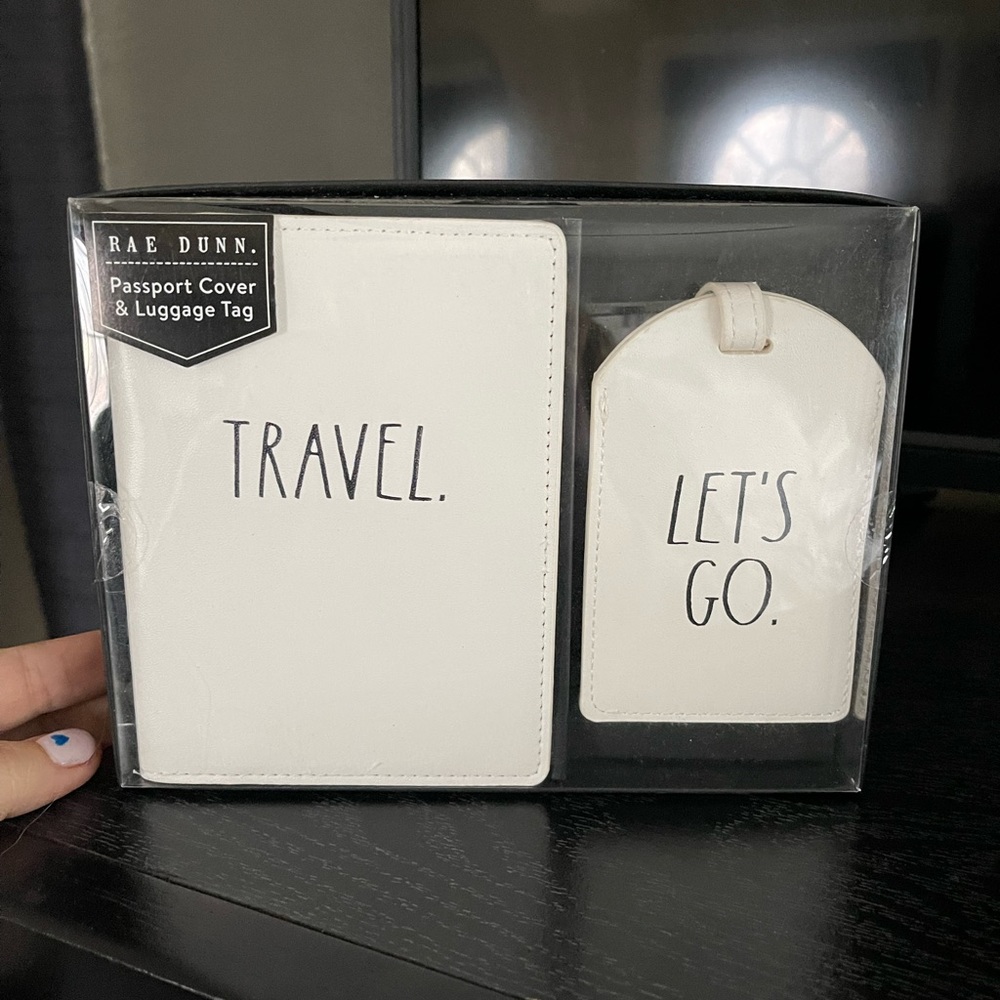 RAE DUNN.
Passport Cover
& Luggage Tag
TRAVEL.
LET'S
GO.